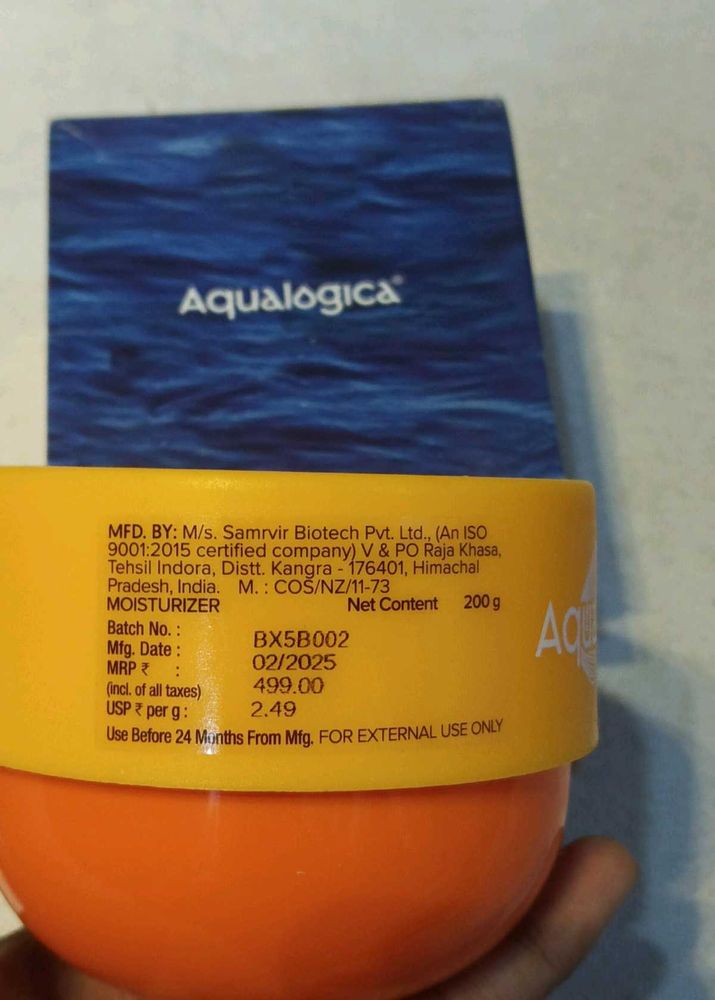 Aqualogica®
MFD. BY: M/s. Samrvir Biotech Pvt. Ltd., (An ISO
9001:2015 certified company) V & PO Raja Khasa,
Tehsil Indora, Distt. Kangra - 176401, Himachal
Pradesh, India. M. : COS/NZ/11-73
MOISTURIZER Net Content 200 g
Batch No. : BX5B002
Mfg. Date : 02/2025
MRP ₹ : 499.00
(incl. of all taxes)
USP ₹ per g : 2.49
Use Before 24 Months From Mfg. FOR EXTERNAL USE ONLY